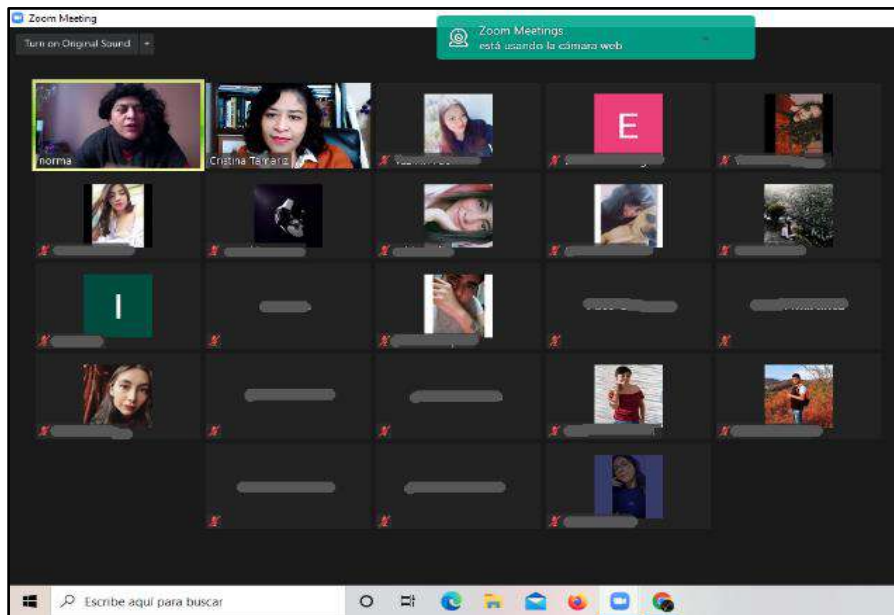 Zoom Meeting
Turn on Original Sound
Zoom Meetings
está usando la cámara web
norma
Cristina Tamariz
E
I
Escribe aquí para buscar